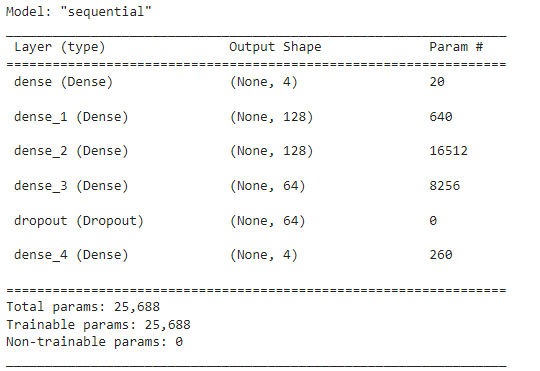 Model: "sequential"
_________________________________________________________________
Layer (type) Output Shape Param #
=================================================================
dense (Dense) (None, 4) 20
dense_1 (Dense) (None, 128) 640
dense_2 (Dense) (None, 128) 16512
dense_3 (Dense) (None, 64) 8256
dropout (Dropout) (None, 64) 0
dense_4 (Dense) (None, 4) 260
=================================================================
Total params: 25,688
Trainable params: 25,688
Non-trainable params: 0
_________________________________________________________________